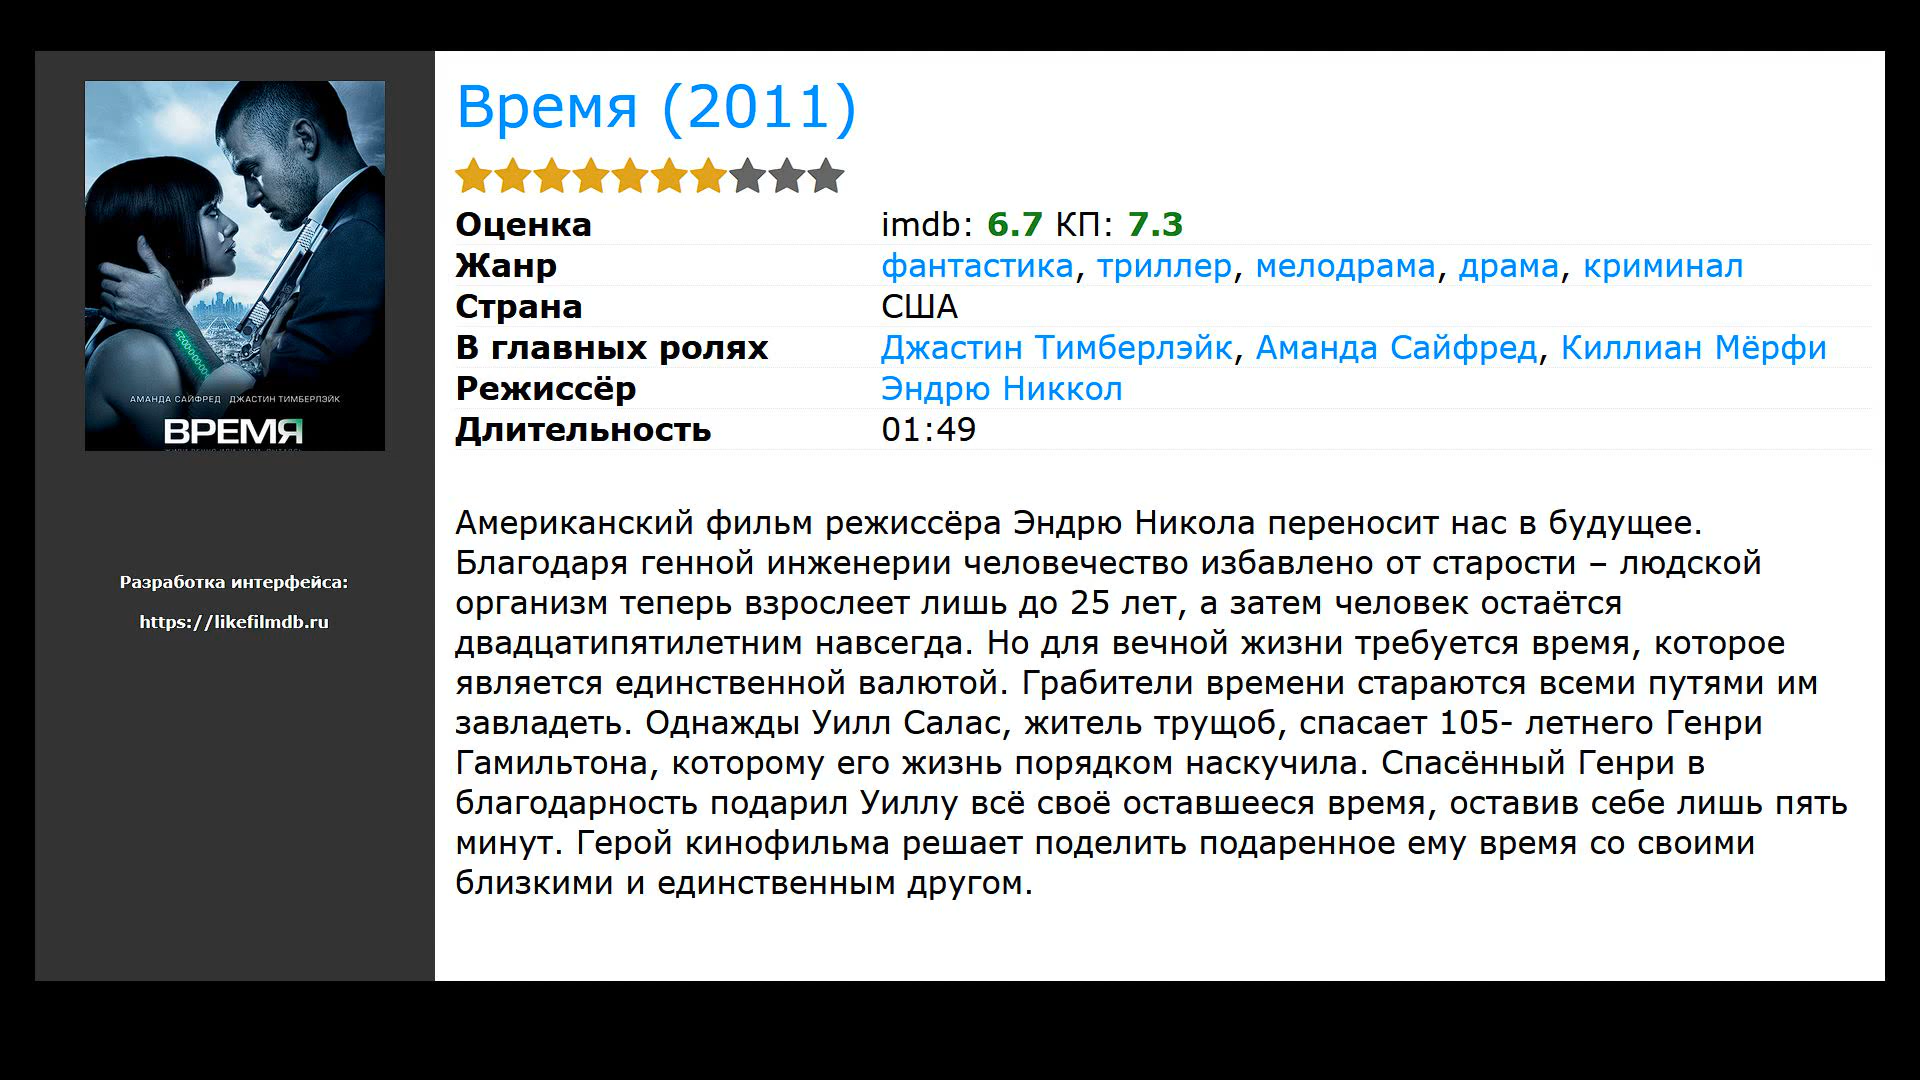 Время (2011)
Оценка imdb: 6.7 КП: 7.3
Жанр фантастика, триллер, мелодрама, драма, криминал
Страна США
В главных ролях Джастин Тимберлэйк, Аманда Сайфред, Киллиан Мёрфи
Режиссёр Эндрю Никкол
Длительность 01:49
Американский фильм режиссёра Эндрю Никола переносит нас в будущее.
Благодаря генной инженерии человечество избавлено от старости – людской
организм теперь взрослеет лишь до 25 лет, а затем человек остаётся
двадцатипятилетним навсегда. Но для вечной жизни требуется время, которое
является единственной валютой. Грабители времени стараются всеми путями им
завладеть. Однажды Уилл Салас, житель трущоб, спасает 105- летнего Генри
Гамильтона, которому его жизнь порядком наскучила. Спасённый Генри в
благодарность подарил Уиллу всё своё оставшееся время, оставив себе лишь пять
минут. Герой кинофильма решает поделить подаренное ему время со своими
близкими и единственным другом.
АМАНДА САЙФРЕД ДЖАСТИН ТИМБЕРЛЭЙК
ВРЕМЯ
Разработка интерфейса:
https://likefilmdb.ru